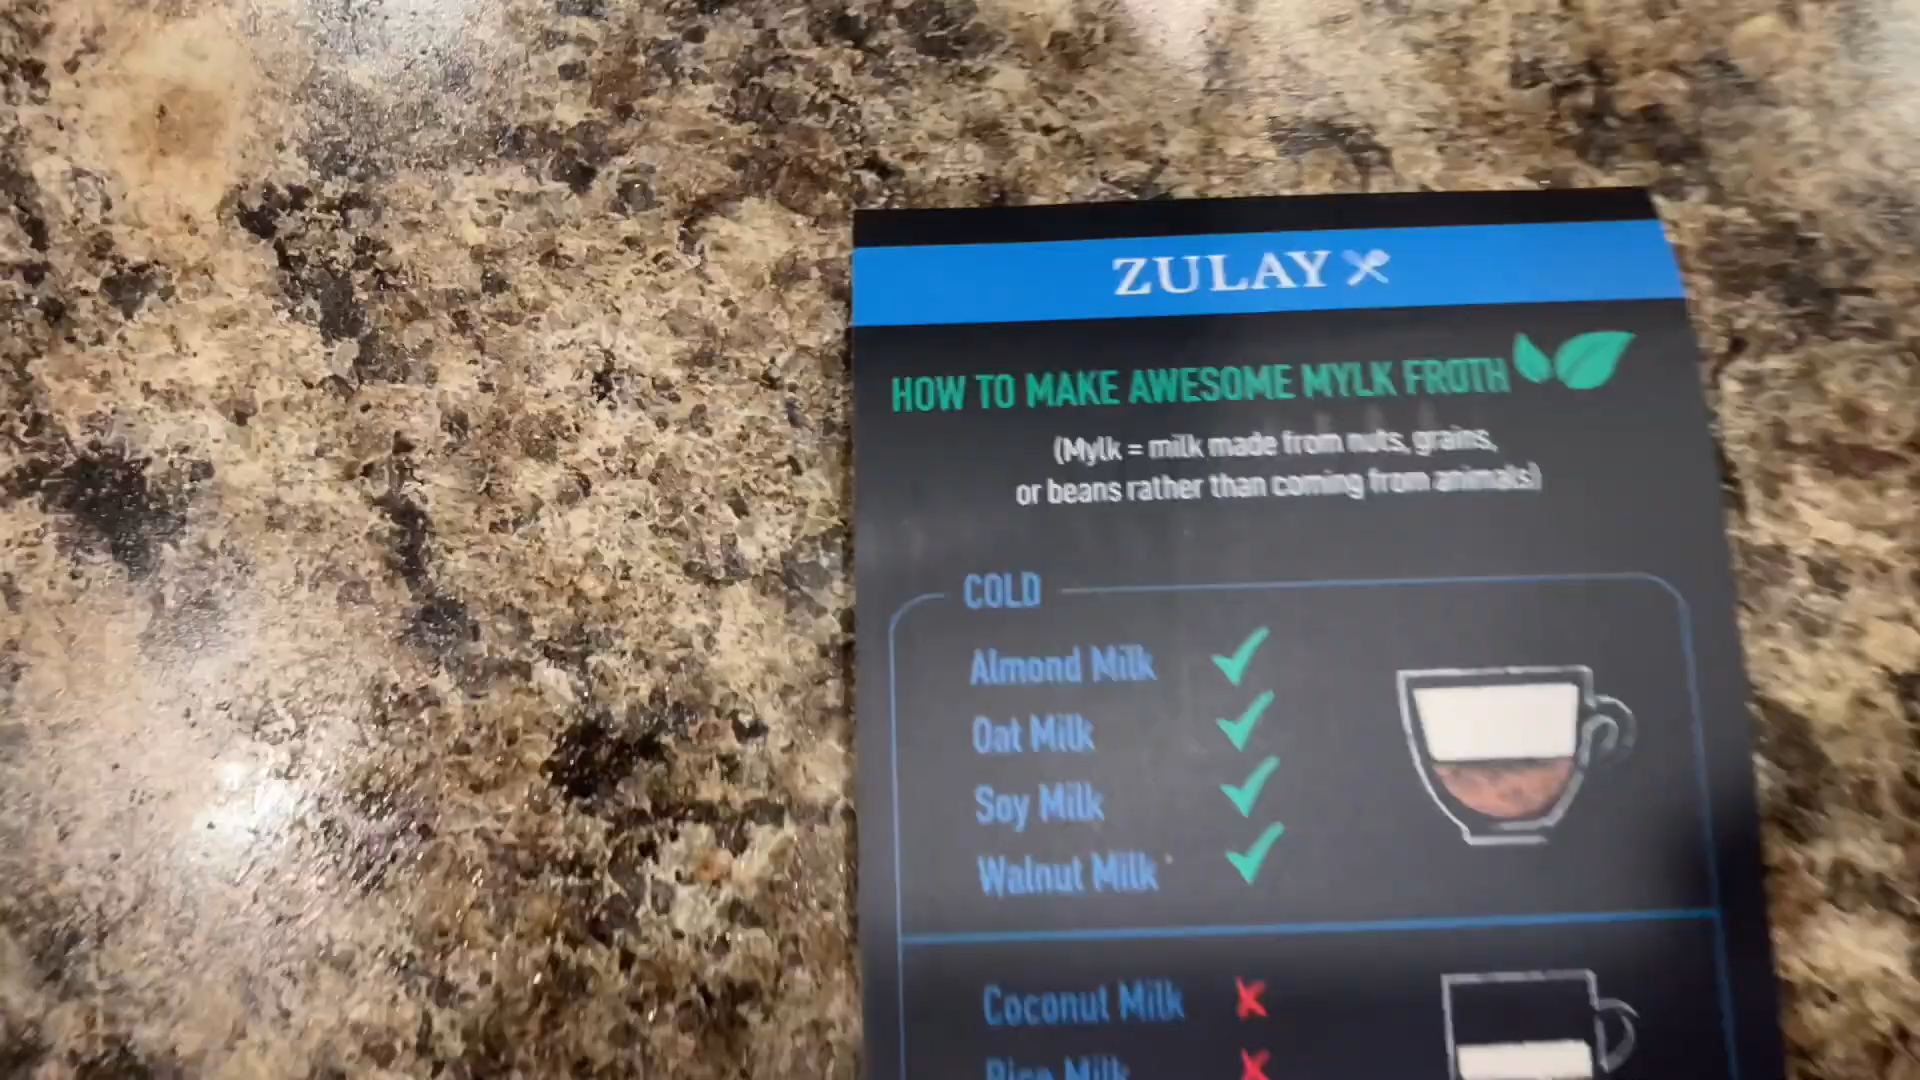 ZULAY
HOW TO MAKE AWESOME MYLK FROTH
(Mylk = milk made from nuts, grains,
or beans rather than coming from animals)
COLD
Almond Milk
Oat Milk
Soy Milk
Walnut Milk
Coconut Milk
Rice Milk